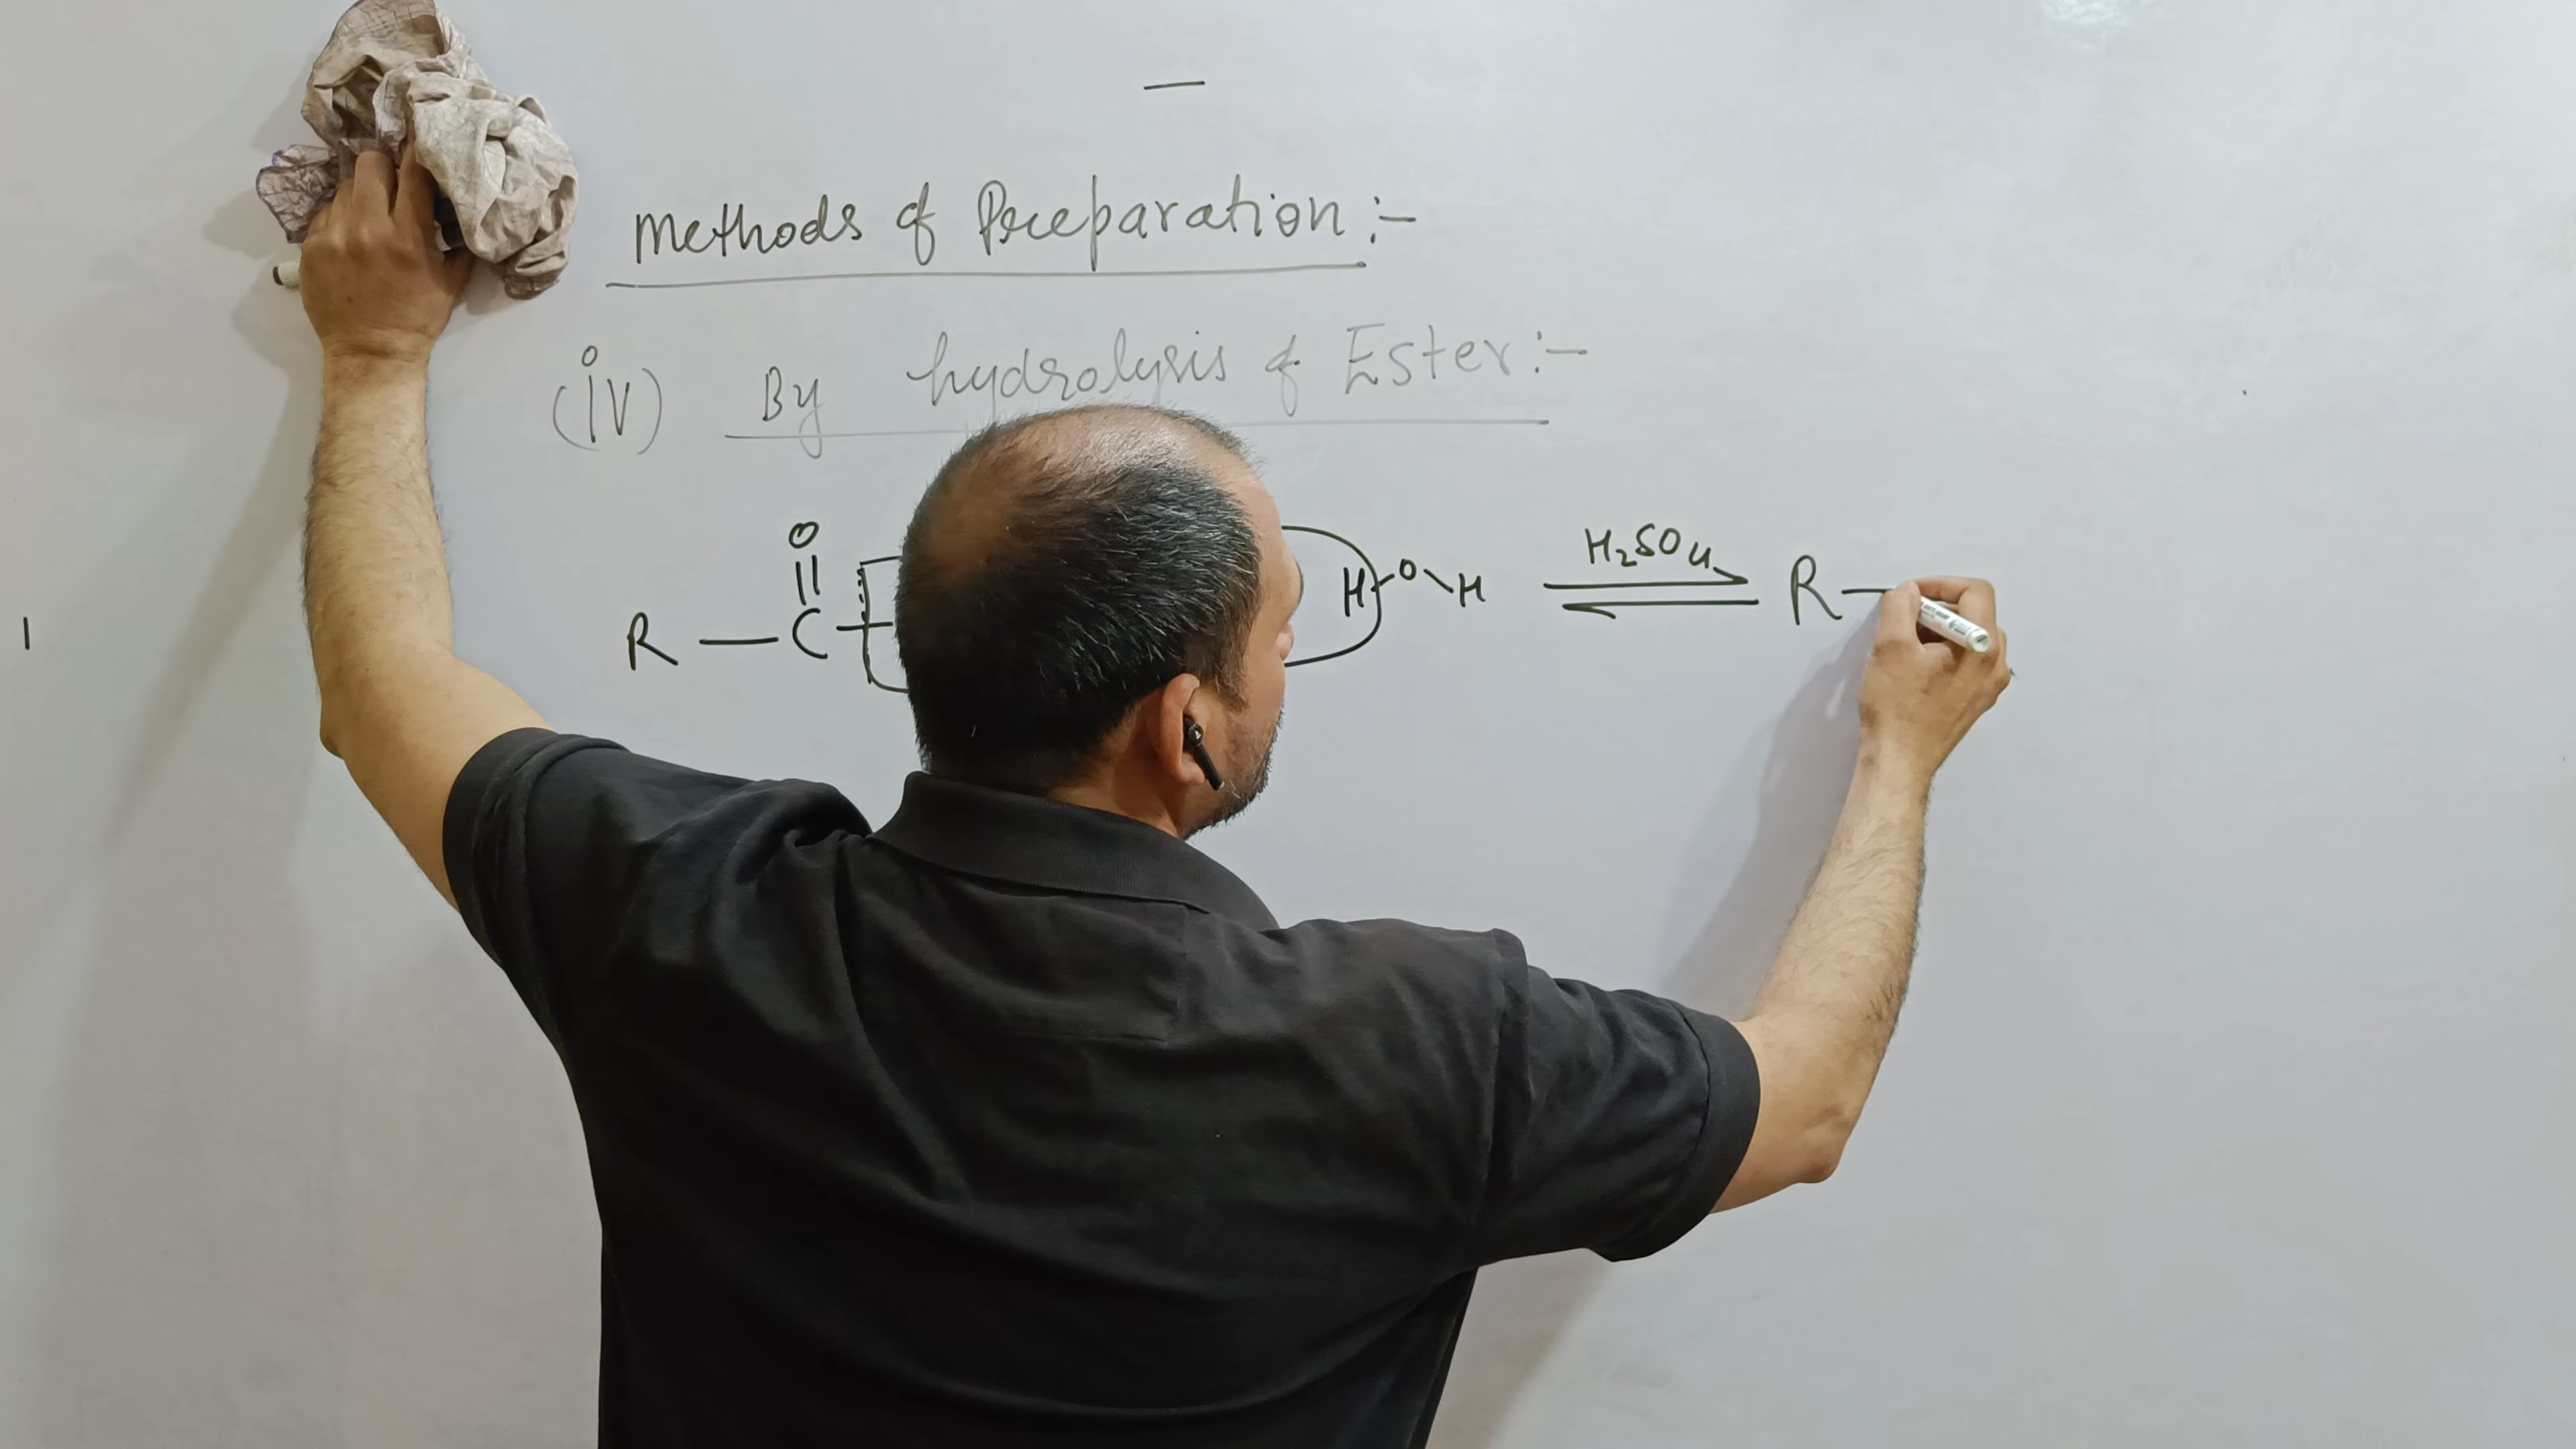 Methods of Preparation :-
(iv) By hydrolysis of Ester :-
O
||
R — C — H-O-H H2SO4 ⇌ R —